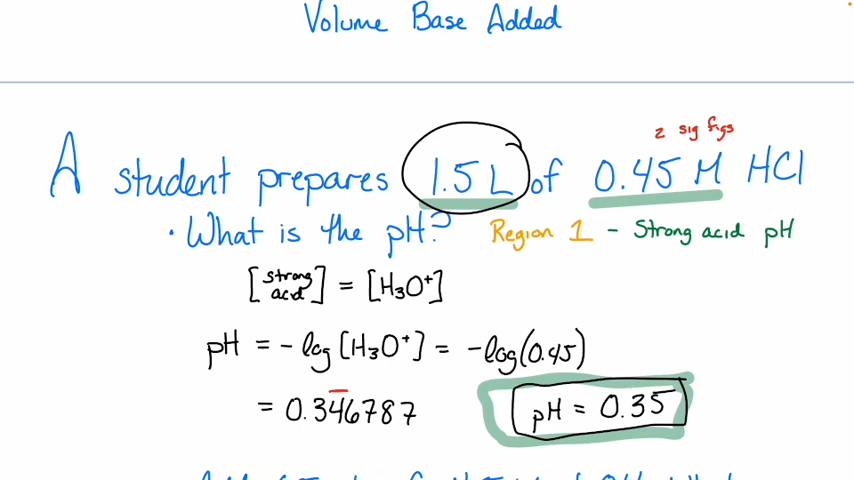 Volume Base Added
2 sig figs
A student prepares 1.5 L of 0.45 M HCl
• What is the pH? Region 1 - Strong acid pH
[strong acid] = [H₃O⁺]
pH = -log [H₃O⁺] = -log(0.45)
= 0.346787 pH = 0.35